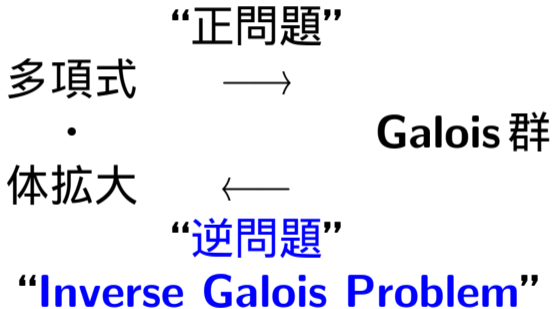 “正問題”
多項式 ⟶
・ Galois 群
体拡大 ⟵
“逆問題”
“Inverse Galois Problem”